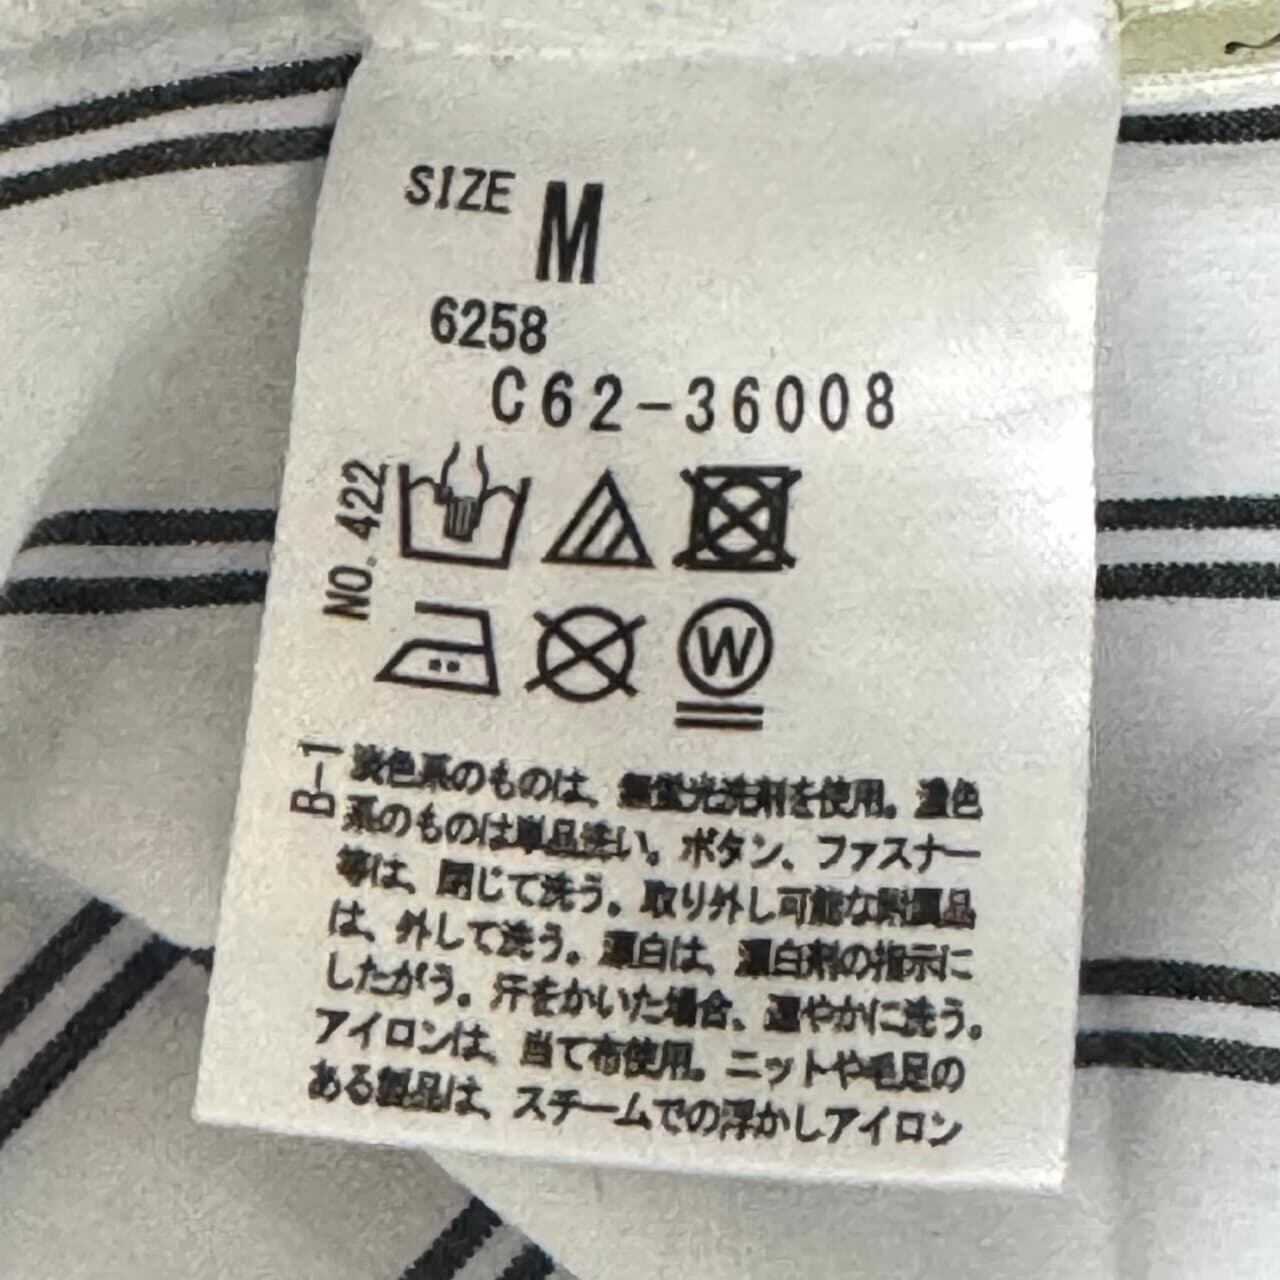 SIZE M
6258
C62-36008
NO. 422
W
B-1
淡色系のものは、無蛍光洗剤を使用。濃色
系のものは単品洗い。ボタン、ファスナー
等は、閉じて洗う。取り外し可能な附属品
は、外して洗う。漂白は、漂白剤の指示に
したがう。汗をかいた場合、速やかに洗う。
アイロンは、当て布使用。ニットや毛足の
ある製品は、スチームでの浮かしアイロン